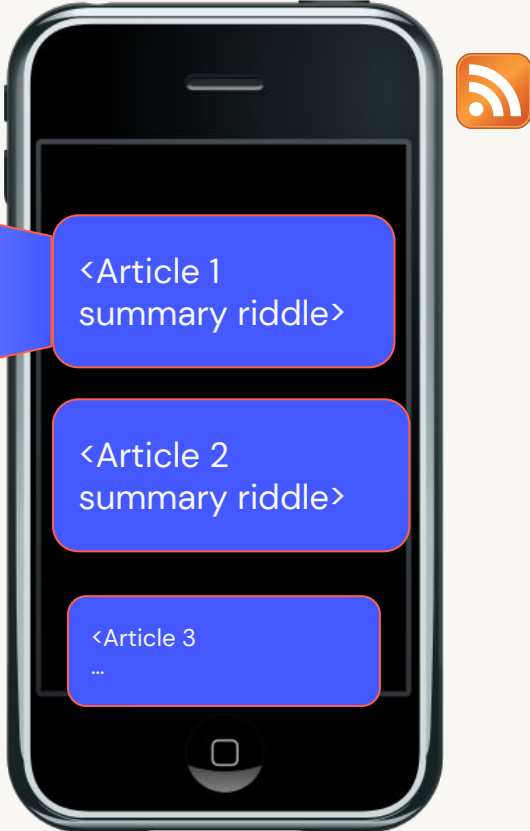 <Article 1
summary riddle>
<Article 2
summary riddle>
<Article 3
…